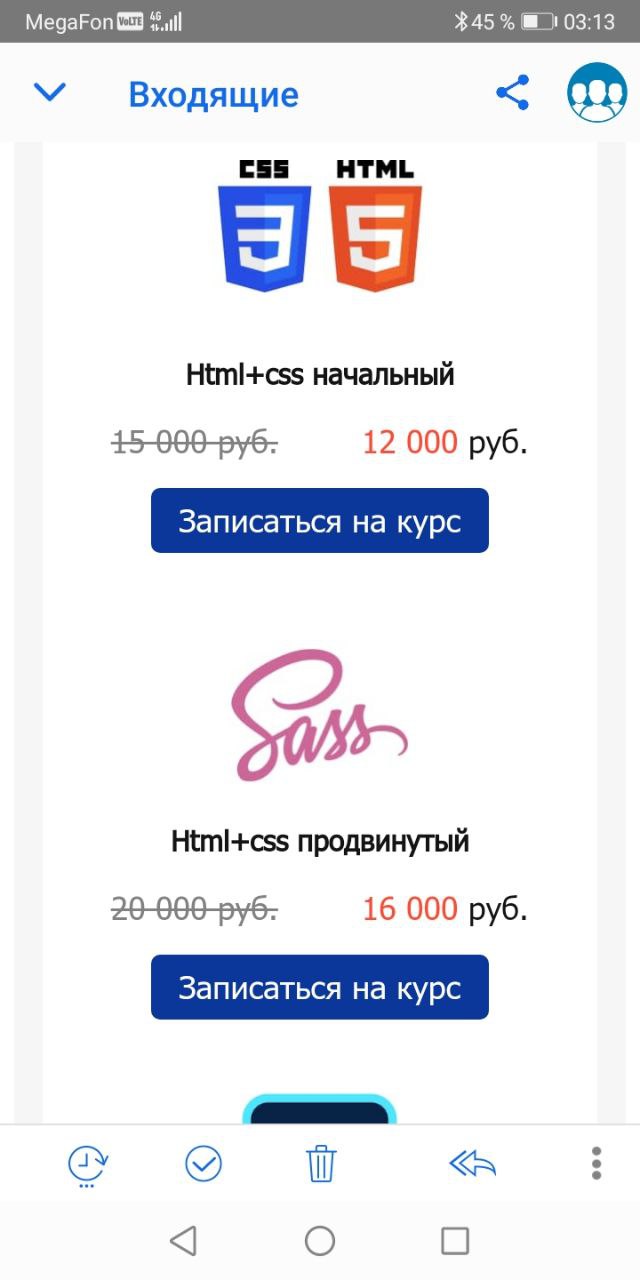 MegaFon VoLTE 4G 45 % 03:13
Входящие
CSS HTML
3 5
Html+css начальный
15 000 руб. 12 000 руб.
Записаться на курс
Sass
Html+css продвинутый
20 000 руб. 16 000 руб.
Записаться на курс